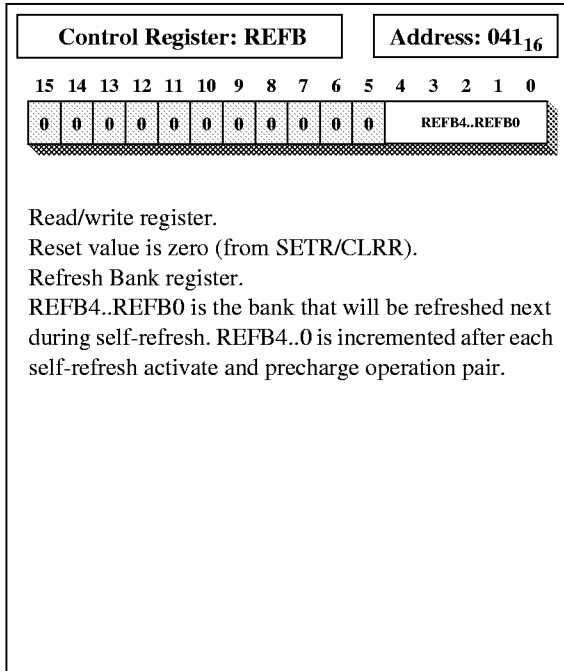 Control Register: REFB
Address: 041₁₆
15 14 13 12 11 10 9 8 7 6 5 4 3 2 1 0
0 0 0 0 0 0 0 0 0 0 0 REFB4..REFB0
Read/write register.
Reset value is zero (from SETR/CLRR).
Refresh Bank register.
REFB4..REFB0 is the bank that will be refreshed next
during self-refresh. REFB4..0 is incremented after each
self-refresh activate and precharge operation pair.